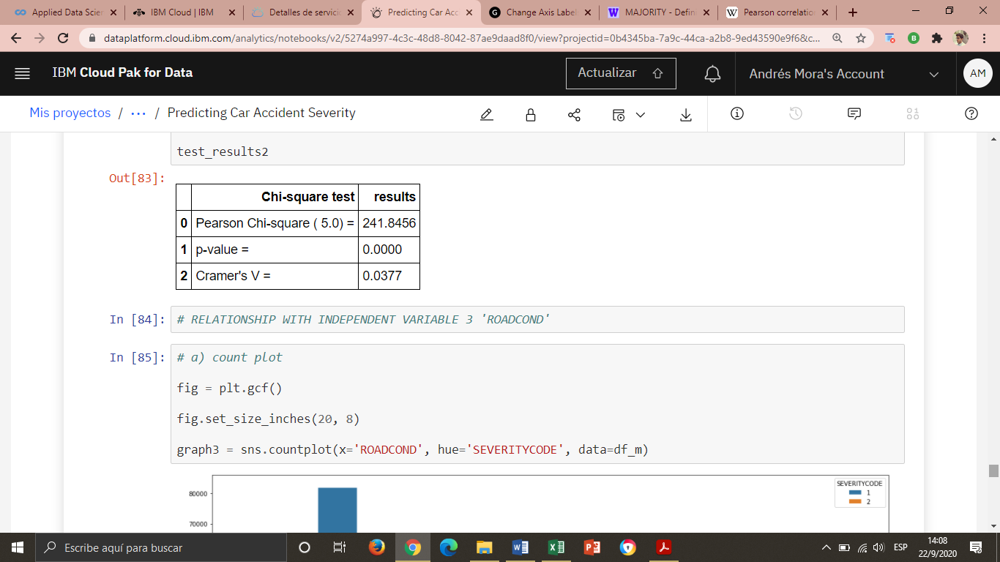 Applied Data Scien
IBM Cloud | IBM
Detalles de servicio
Predicting Car Acc
Change Axis Label
MAJORITY - Defin
Pearson correlation
dataplatform.cloud.ibm.com/analytics/notebooks/v2/5274a997-4c3c-48d8-8042-87ae9daad8f0/view?projectid=0b4345ba-7a9c-44ca-a2b8-9ed43590e9f6&c...
IBM Cloud Pak for Data
Actualizar
Andrés Mora's Account
AM
Mis proyectos / ··· / Predicting Car Accident Severity
test_results2
Out[83]:
Chi-square test results
0 Pearson Chi-square ( 5.0) = 241.8456
1 p-value = 0.0000
2 Cramer's V = 0.0377
In [84]: # RELATIONSHIP WITH INDEPENDENT VARIABLE 3 'ROADCOND'
In [85]: # a) count plot
fig = plt.gcf()
fig.set_size_inches(20, 8)
graph3 = sns.countplot(x='ROADCOND', hue='SEVERITYCODE', data=df_m)
SEVERITYCODE
1
2
80000
70000
Escribe aquí para buscar
ESP
14:08
22/9/2020